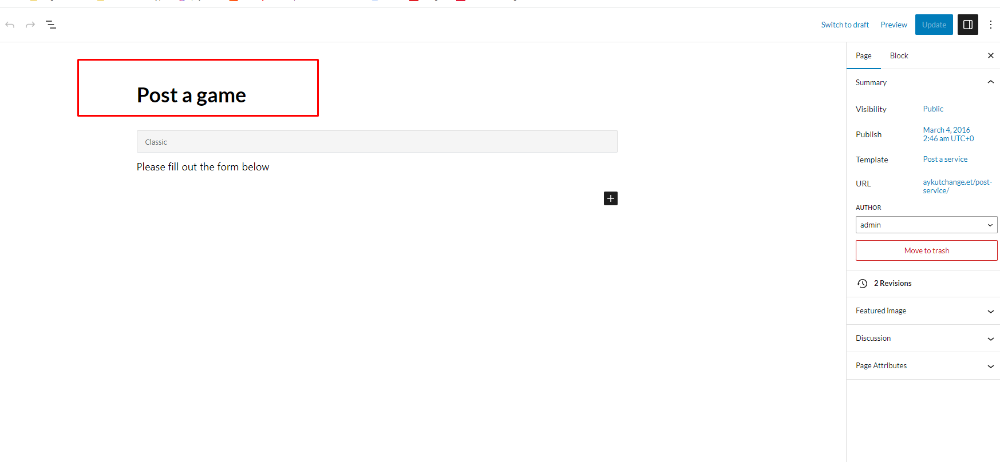 Switch to draft
Preview
Update
Page
Block
Post a game
Summary
Visibility
Public
Classic
Publish
March 4, 2016
2:46 am UTC+0
Please fill out the form below
Template
Post a service
URL
aykutchange.et/post-
service/
AUTHOR
admin
Move to trash
2 Revisions
Featured image
Discussion
Page Attributes